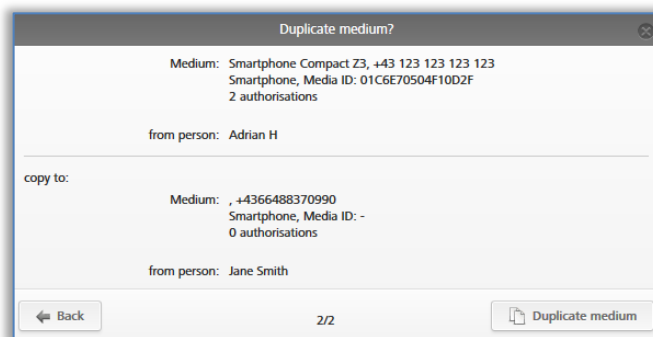 Duplicate medium?
Medium: Smartphone Compact Z3, +43 123 123 123 123
Smartphone, Media ID: 01C6E70504F10D2F
2 authorisations
from person: Adrian H
copy to:
Medium: , +4366488370990
Smartphone, Media ID: -
0 authorisations
from person: Jane Smith
Back
2/2
Duplicate medium